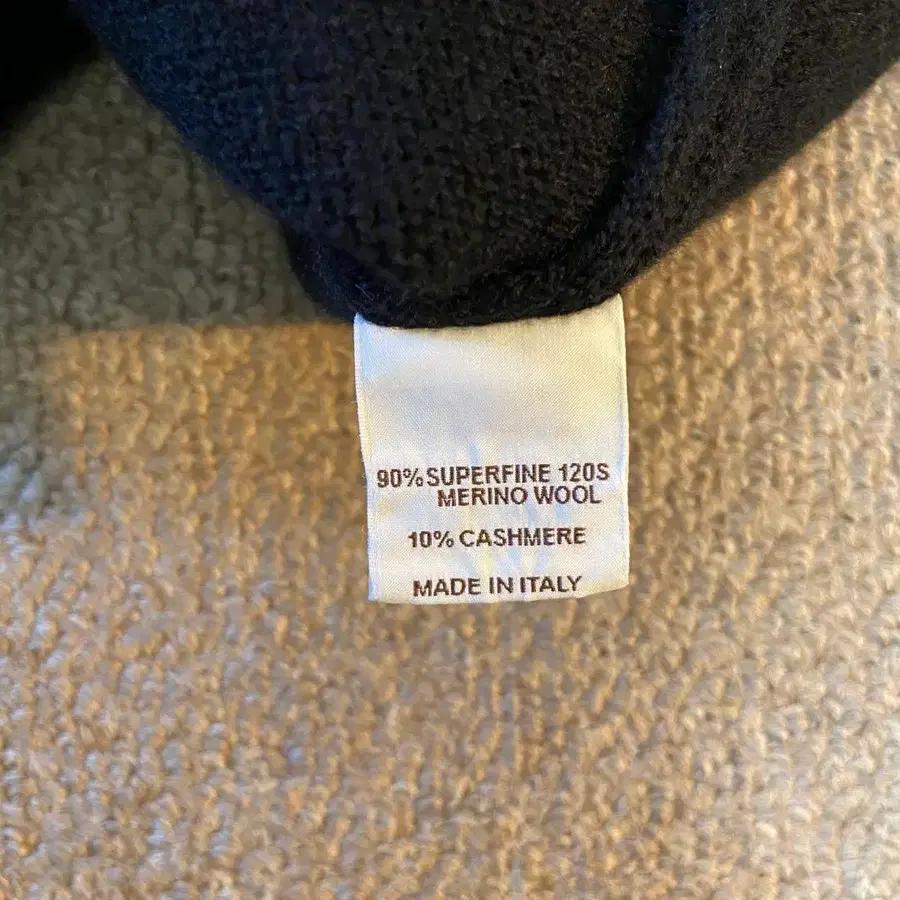 90% SUPERFINE 120S
MERINO WOOL
10% CASHMERE
MADE IN ITALY